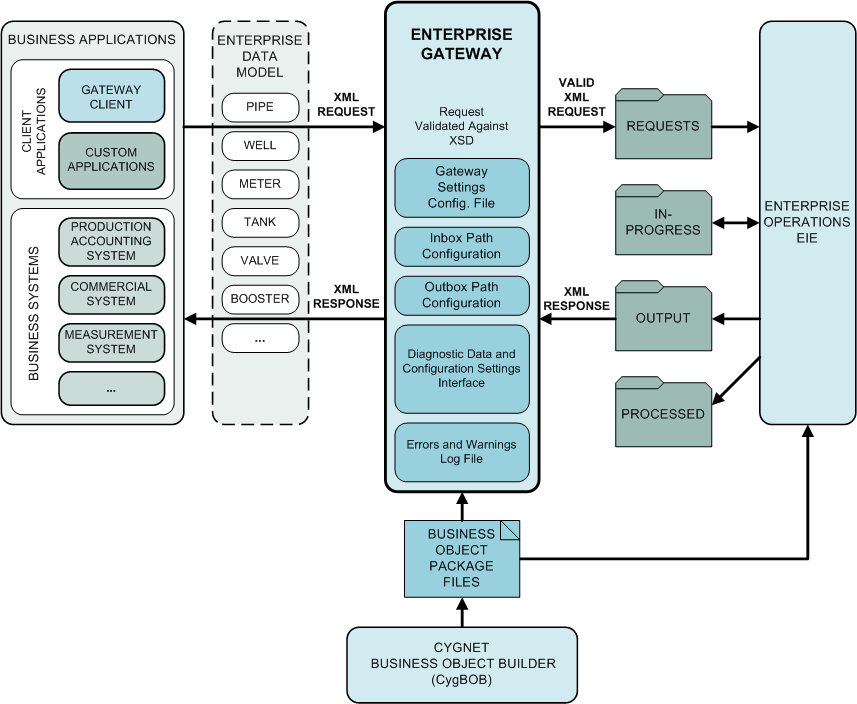 BUSINESS APPLICATIONS
CLIENT
APPLICATIONS
GATEWAY
CLIENT
CUSTOM
APPLICATIONS
BUSINESS SYSTEMS
PRODUCTION
ACCOUNTING
SYSTEM
COMMERCIAL
SYSTEM
MEASUREMENT
SYSTEM
...
ENTERPRISE
DATA
MODEL
PIPE
WELL
METER
TANK
VALVE
BOOSTER
...
XML
REQUEST
XML
RESPONSE
ENTERPRISE
GATEWAY
Request
Validated Against
XSD
Gateway
Settings
Config. File
Inbox Path
Configuration
Outbox Path
Configuration
Diagnostic Data and
Configuration Settings
Interface
Errors and Warnings
Log File
VALID
XML
REQUEST
XML
RESPONSE
REQUESTS
IN-
PROGRESS
OUTPUT
PROCESSED
ENTERPRISE
OPERATIONS
EIE
BUSINESS
OBJECT
PACKAGE
FILES
CYGNET
BUSINESS OBJECT BUILDER
(CygBOB)